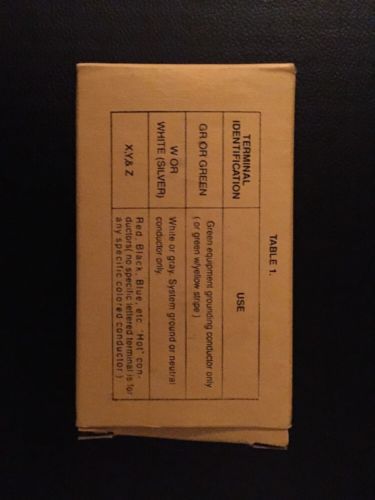 TABLE 1.
TERMINAL
IDENTIFICATION
USE
GR OR GREEN
Green equipment grounding conductor only
( or green w/yellow stripe )
W OR
WHITE (SILVER)
White or gray. System ground or neutral
conductor only.
X,Y,& Z
Red, Black, Blue, etc. "Hot" con-
ductors( no specific lettered terminal is for
any specific colored conductor.)